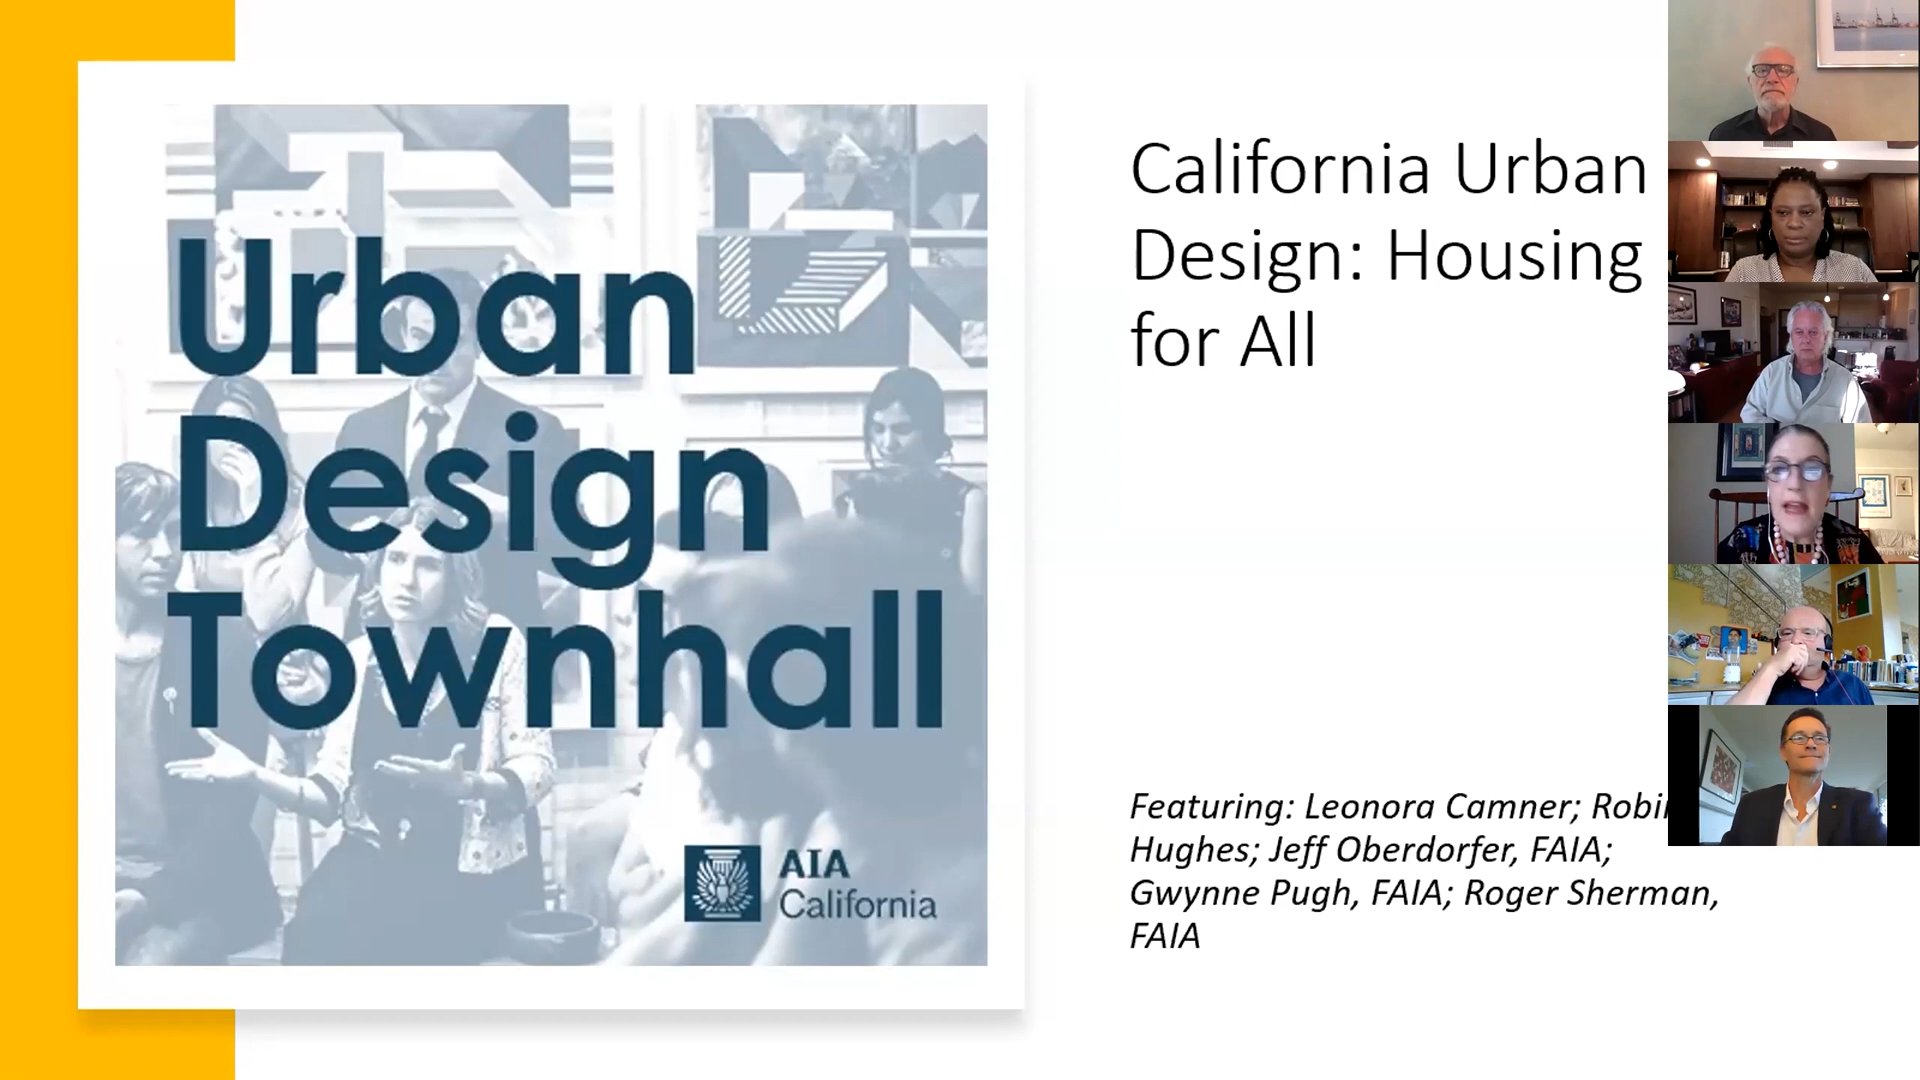 Urban
Design
Townhall
AIA
California
California Urban
Design: Housing
for All
Featuring: Leonora Camner; Robin
Hughes; Jeff Oberdorfer, FAIA;
Gwynne Pugh, FAIA; Roger Sherman,
FAIA